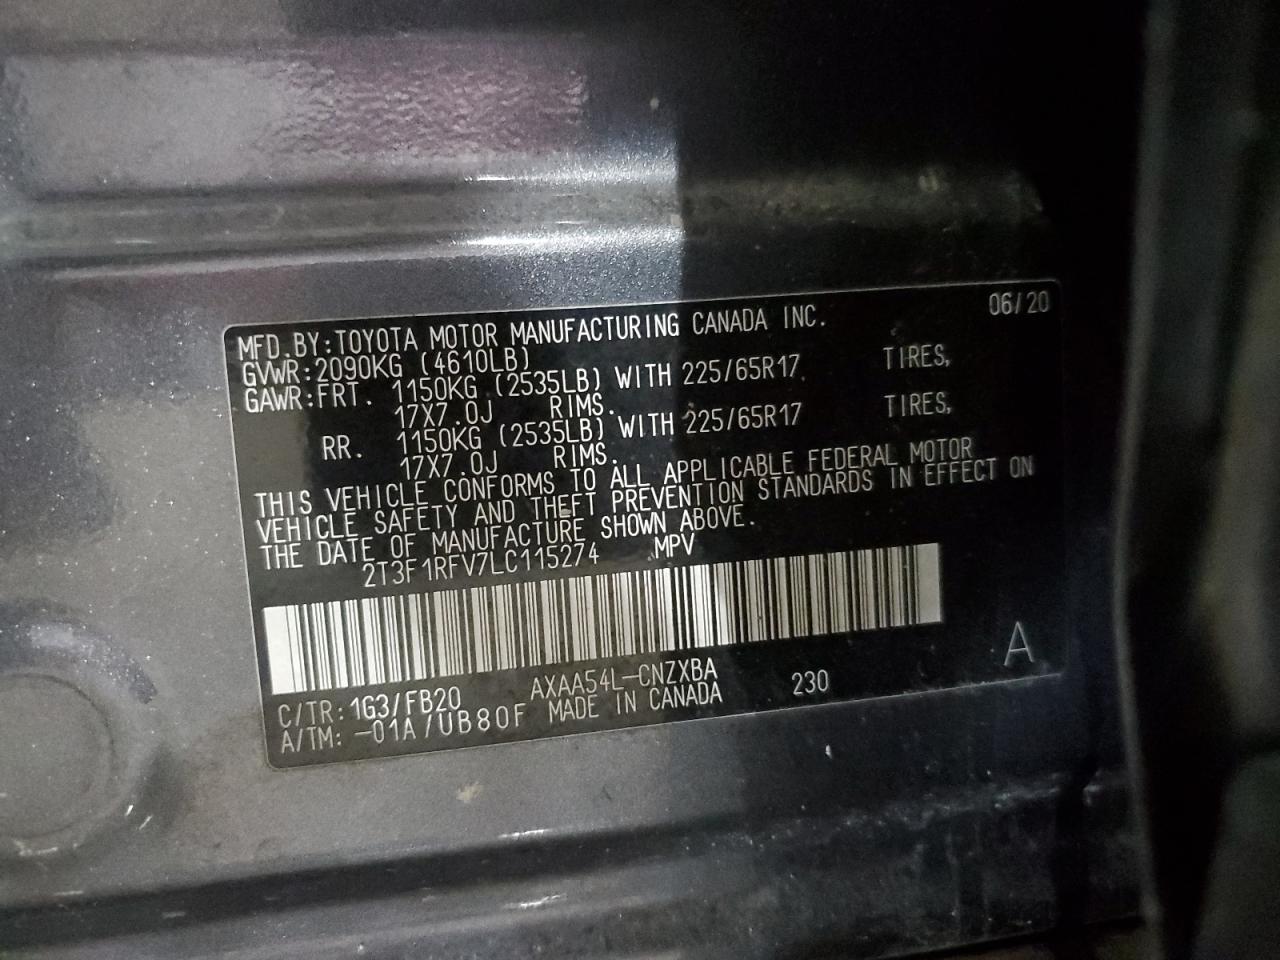 MFD.BY:TOYOTA MOTOR MANUFACTURING CANADA INC. 06/20
GVWR:2090KG (4610LB)
GAWR:FRT. 1150KG (2535LB) WITH 225/65R17 TIRES,
17X7.0J RIMS.
RR. 1150KG (2535LB) WITH 225/65R17 TIRES,
17X7.0J RIMS.
THIS VEHICLE CONFORMS TO ALL APPLICABLE FEDERAL MOTOR
VEHICLE SAFETY AND THEFT PREVENTION STANDARDS IN EFFECT ON
THE DATE OF MANUFACTURE SHOWN ABOVE.
2T3F1RFV7LC115274 MPV
A
C/TR:1G3/FB20 AXAA54L-CNZXBA 230
A/TM: -01A/UB80F MADE IN CANADA